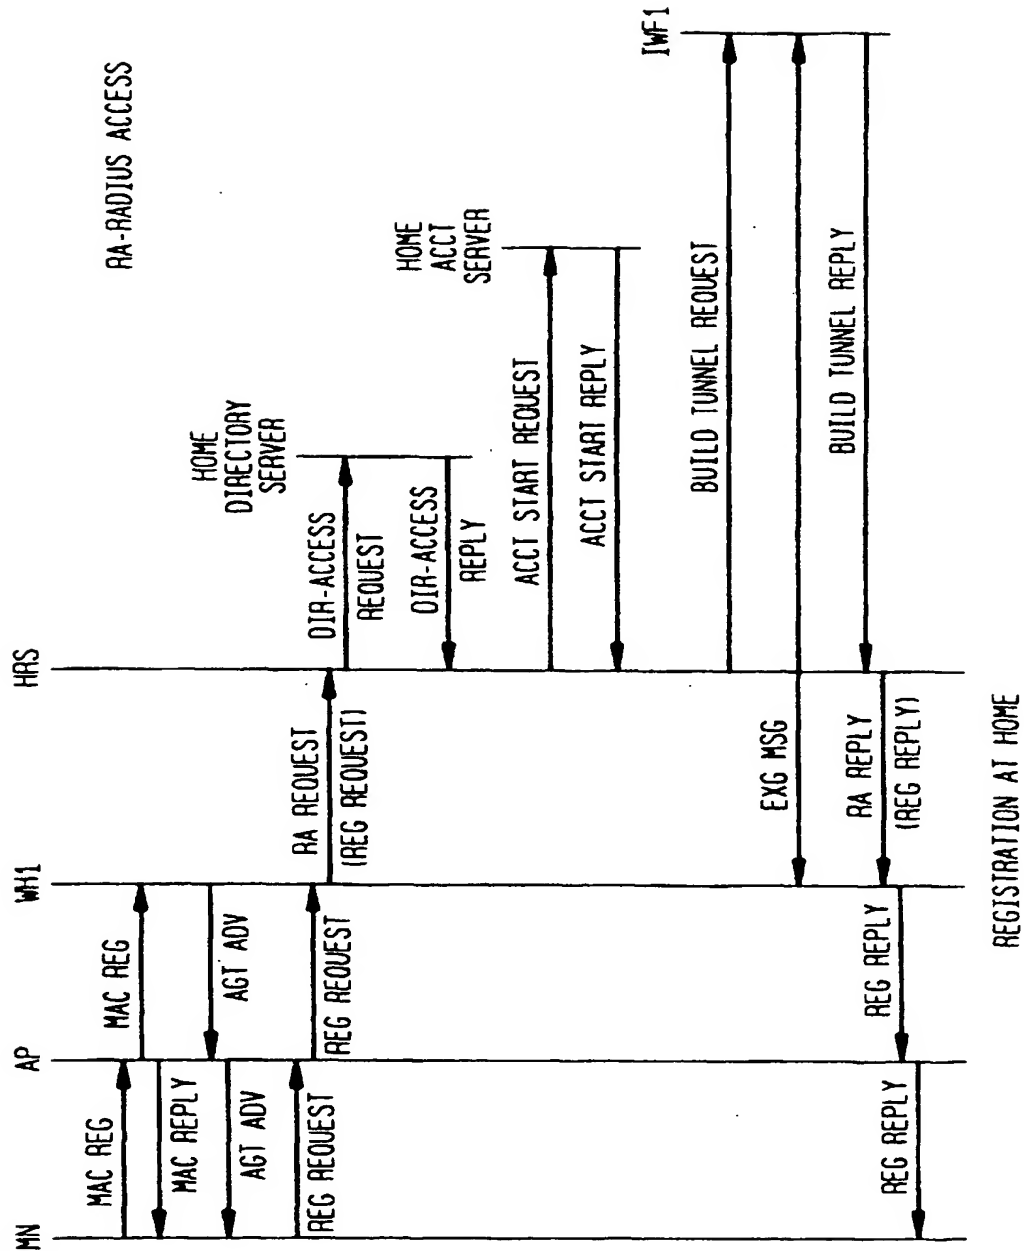 RA-RADIUS ACCESS
MN
AP
WH1
HRS
HOME
DIRECTORY
SERVER
HOME
ACCT
SERVER
IWF1
MAC REG
MAC REG
MAC REPLY
AGT ADV
AGT ADV
REG REQUEST
REG REQUEST
RA REQUEST
(REG REQUEST)
DIR-ACCESS
REQUEST
DIR-ACCESS
REPLY
ACCT START REQUEST
ACCT START REPLY
BUILD TUNNEL REQUEST
EXG MSG
BUILD TUNNEL REPLY
RA REPLY
(REG REPLY)
REG REPLY
REG REPLY
REGISTRATION AT HOME